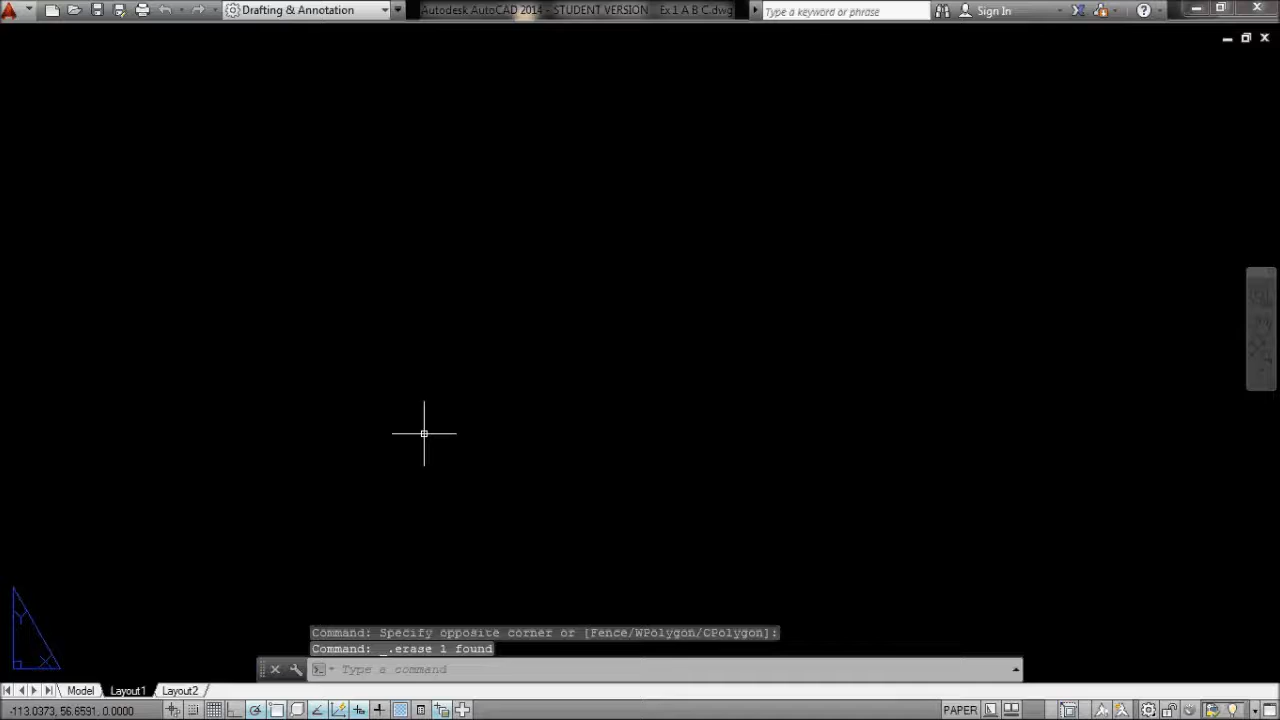 Drafting & Annotation
Autodesk AutoCAD 2014 - STUDENT VERSION Ex 1 A B C.dwg
Type a keyword or phrase
Sign In
Y
X
Command: Specify opposite corner or [Fence/WPolygon/CPolygon]:
Command: _.erase 1 found
Type a command
Model
Layout1
Layout2
-113.0373, 56.6591, 0.0000
PAPER